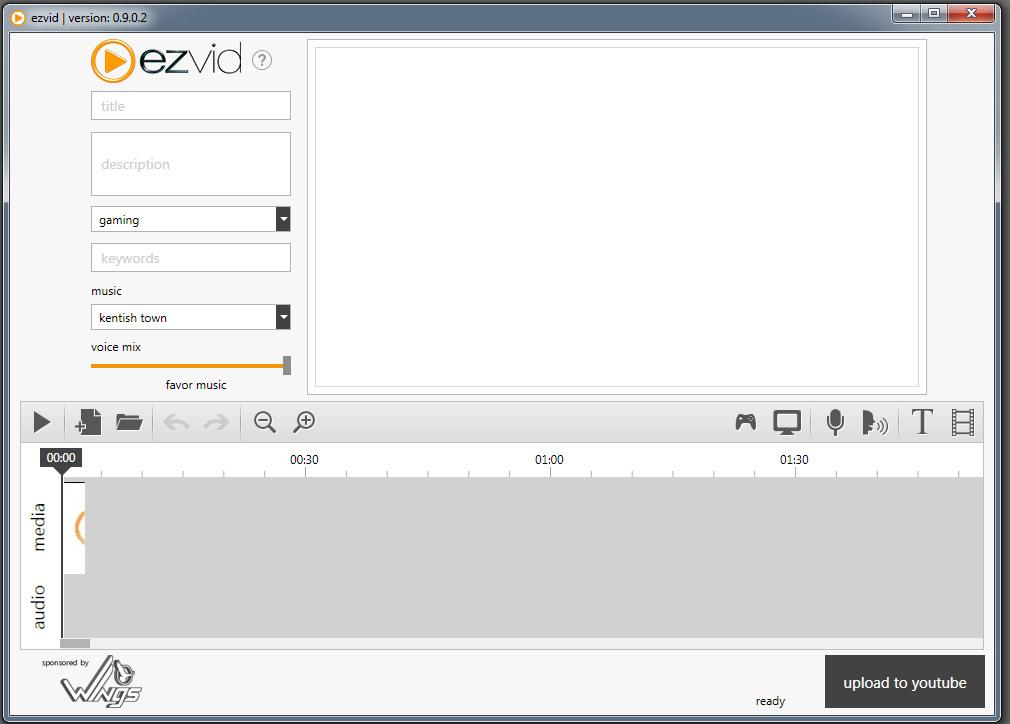 ezvid | version: 0.9.0.2
ezvid ?
title
description
gaming
keywords
music
kentish town
voice mix
favor music
T
00:00
00:30
01:00
01:30
media
audio
sponsored by
WINGS
ready
upload to youtube